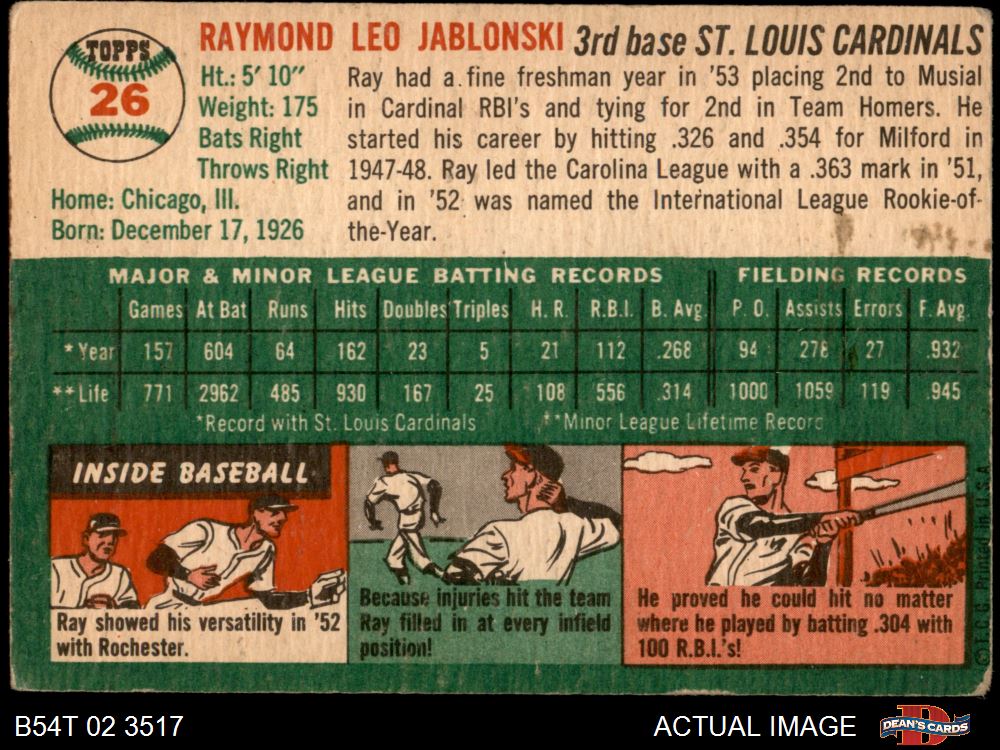 TOPPS
26
RAYMOND LEO JABLONSKI 3rd base ST. LOUIS CARDINALS
Ht.: 5' 10"
Weight: 175
Bats Right
Throws Right
Home: Chicago, Ill.
Born: December 17, 1926
Ray had a fine freshman year in '53 placing 2nd to Musial
in Cardinal RBI's and tying for 2nd in Team Homers. He
started his career by hitting .326 and .354 for Milford in
1947-48. Ray led the Carolina League with a .363 mark in '51,
and in '52 was named the International League Rookie-of-
the-Year.
MAJOR & MINOR LEAGUE BATTING RECORDS FIELDING RECORDS
Games At Bat Runs Hits Doubles Triples H. R. R.B.I. B. Avg. P. O. Assists Errors F. Avg.
*Year 157 604 64 162 23 5 21 112 .268 94 278 27 .932
**Life 771 2962 485 930 167 25 108 556 .314 1000 1059 119 .945
*Record with St. Louis Cardinals **Minor League Lifetime Record
INSIDE BASEBALL
Ray showed his versatility in '52
with Rochester.
Because injuries hit the team
Ray filled in at every infield
position!
He proved he could hit no matter
where he played by batting .304 with
100 R.B.I.'s!
© T. C. G. Printed in U.S.A.
B54T 02 3517
ACTUAL IMAGE
DEAN'S CARDS